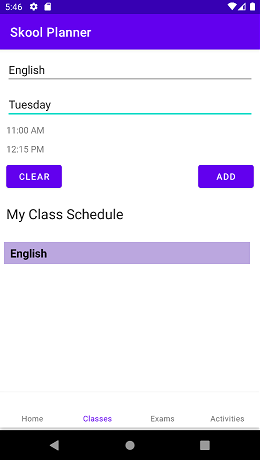 5:46
Skool Planner
English
Tuesday
11:00 AM
12:15 PM
CLEAR ADD
My Class Schedule
English
Home Classes Exams Activities